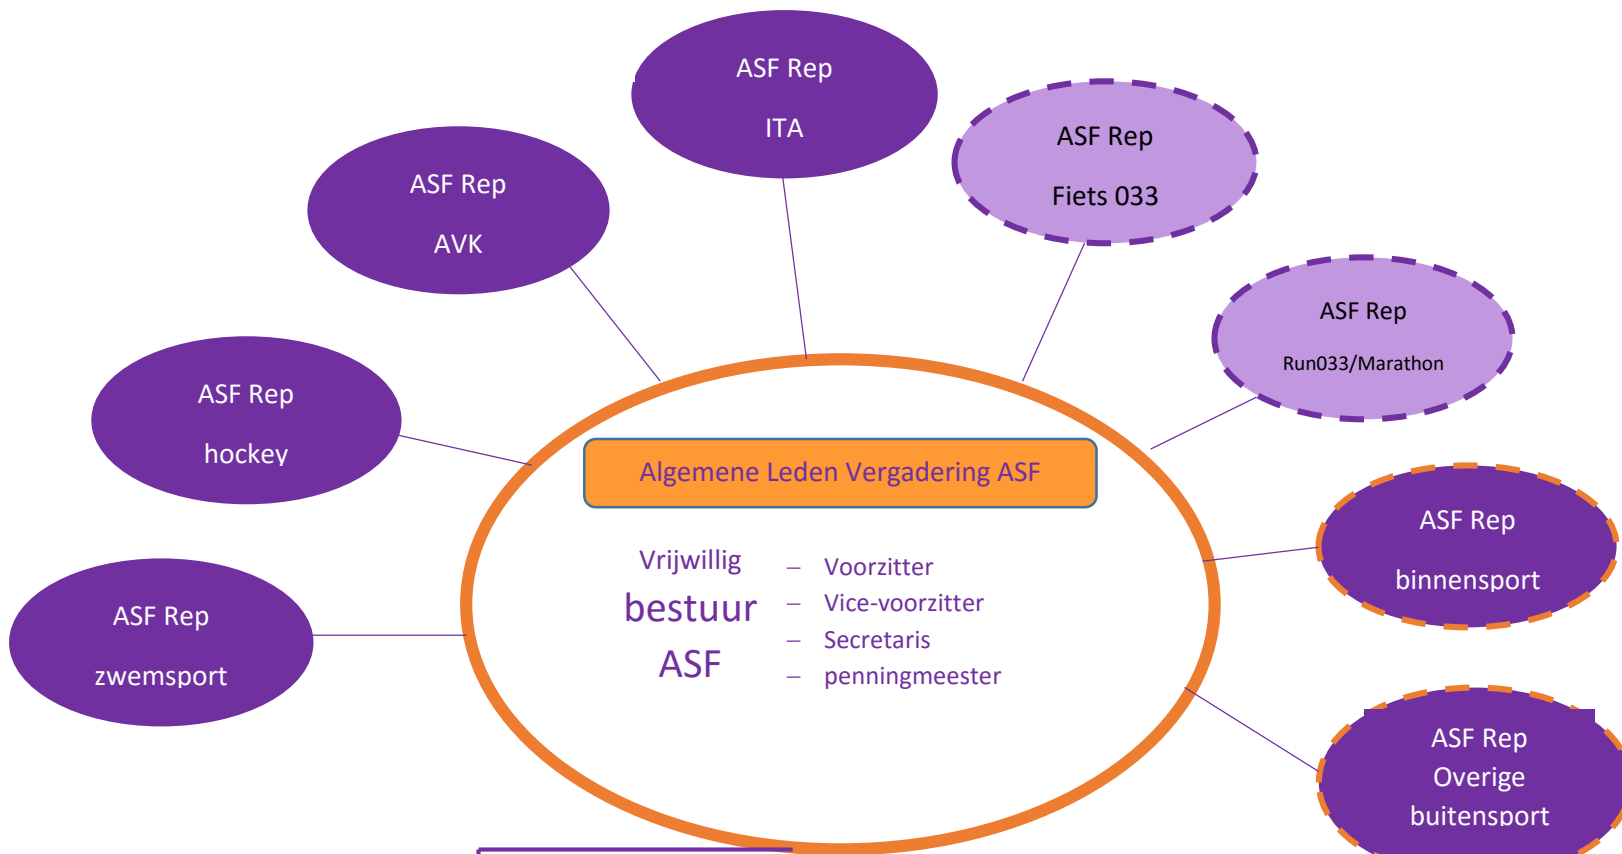 ASF Rep
ITA
ASF Rep
Fiets 033
ASF Rep
AVK
ASF Rep
Run033/Marathon
ASF Rep
hockey
Algemene Leden Vergadering ASF
ASF Rep
binnensport
Vrijwillig
bestuur
ASF
– Voorzitter
– Vice-voorzitter
– Secretaris
– penningmeester
ASF Rep
zwemsport
ASF Rep
Overige
buitensport